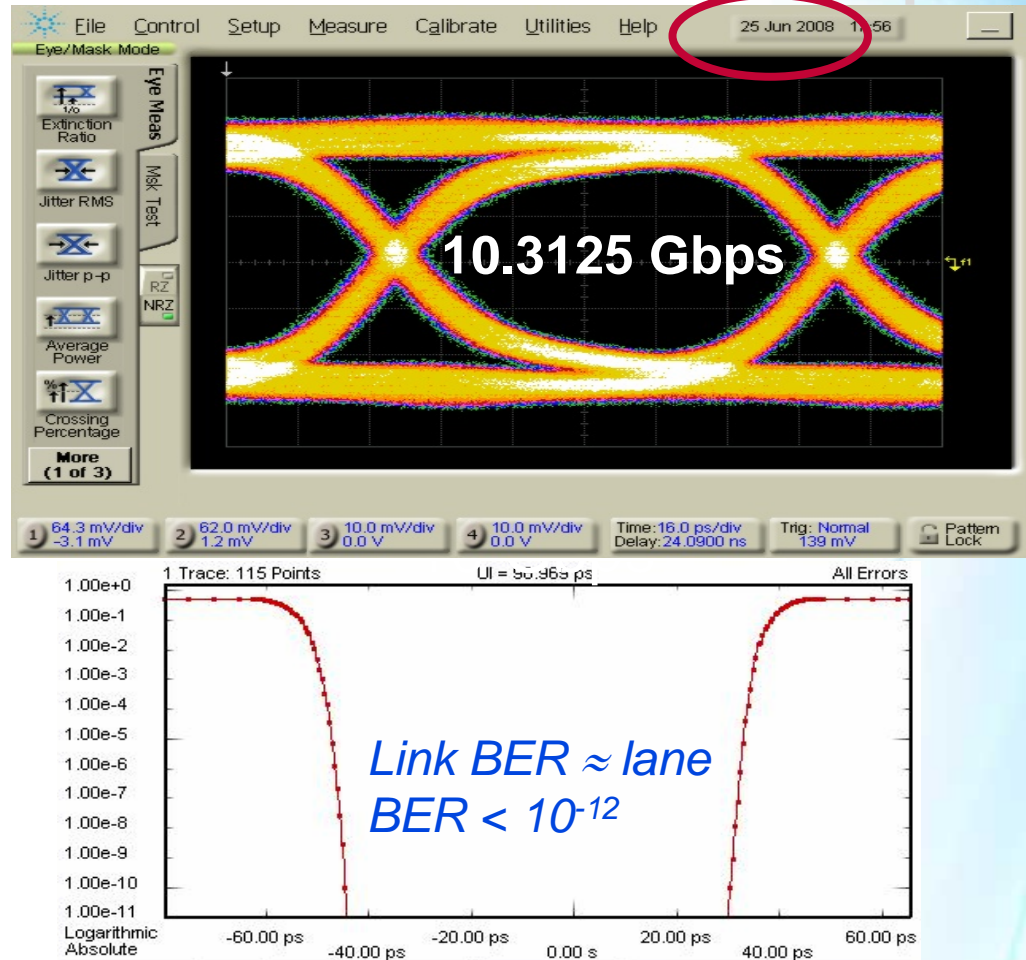 File Control Setup Measure Calibrate Utilities Help 25 Jun 2008
Eye/Mask Mode
Eye Meas
Msk Test
Extinction
Ratio
Jitter RMS
Jitter p-p
RZ
NRZ
Average
Power
Crossing
Percentage
More
(1 of 3)
10.3125 Gbps
f1
1 64.3 mV/div
-3.1 mV
2 62.0 mV/div
1.2 mV
3 10.0 mV/div
0.0 V
4 10.0 mV/div
0.0 V
Time:16.0 ps/div
Delay:24.0900 ns
Trig: Normal
139 mV
Pattern
Lock
1 Trace: 115 Points UI = ps All Errors
1.00e+0
1.00e-1
1.00e-2
1.00e-3
1.00e-4
1.00e-5
1.00e-6
1.00e-7
1.00e-8
1.00e-9
1.00e-10
1.00e-11
Link BER ≈ lane
BER < 10⁻¹²
Logarithmic
Absolute
-60.00 ps -40.00 ps -20.00 ps 0.00 s 20.00 ps 40.00 ps 60.00 ps